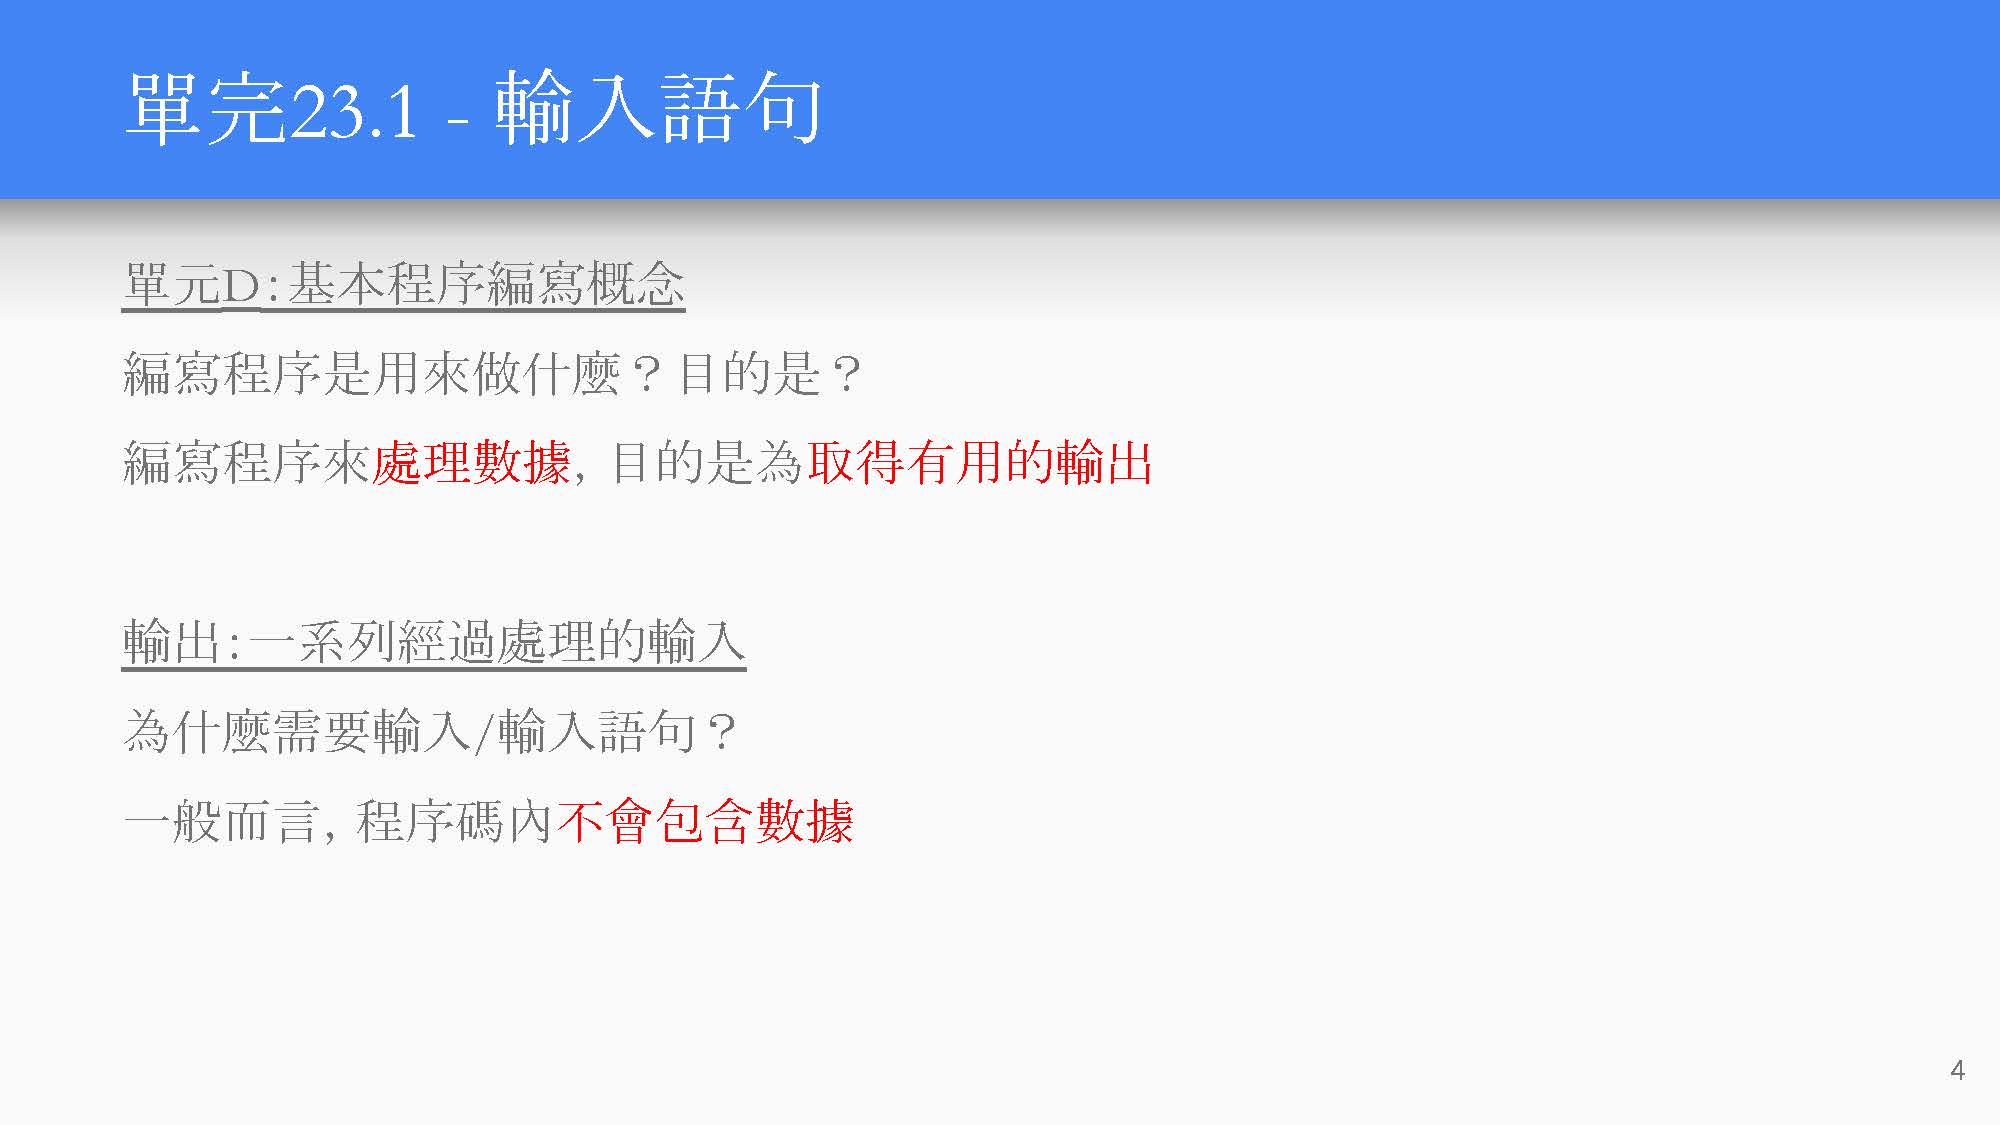 單完23.1 - 輸入語句
單元D：基本程序編寫概念
編寫程序是用來做什麼？目的是？
編寫程序來處理數據，目的是為取得有用的輸出
輸出：一系列經過處理的輸入
為什麼需要輸入/輸入語句？
一般而言，程序碼內不會包含數據
4